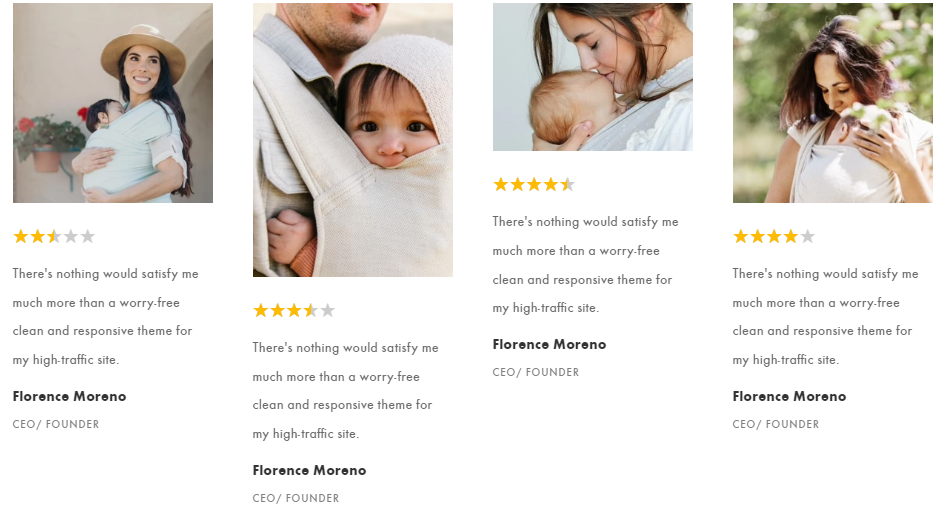 There's nothing would satisfy me
much more than a worry-free
clean and responsive theme for
my high-traffic site.
Florence Moreno
CEO/ FOUNDER
There's nothing would satisfy me
much more than a worry-free
clean and responsive theme for
my high-traffic site.
Florence Moreno
CEO/ FOUNDER
There's nothing would satisfy me
much more than a worry-free
clean and responsive theme for
my high-traffic site.
Florence Moreno
CEO/ FOUNDER
There's nothing would satisfy me
much more than a worry-free
clean and responsive theme for
my high-traffic site.
Florence Moreno
CEO/ FOUNDER